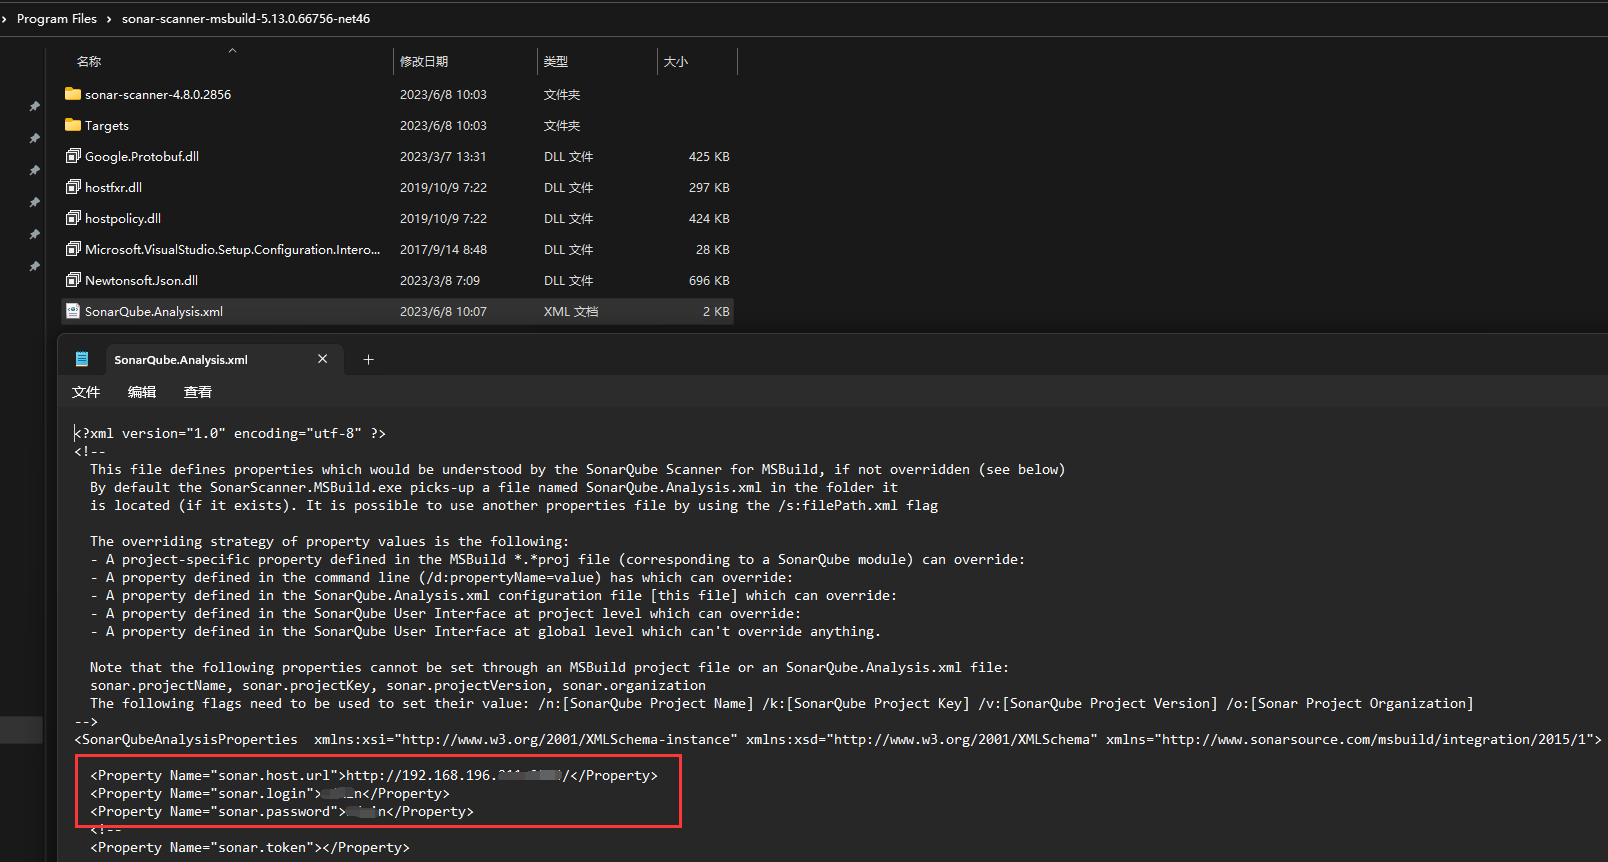 › Program Files › sonar-scanner-msbuild-5.13.0.66756-net46
名称 修改日期 类型 大小
sonar-scanner-4.8.0.2856 2023/6/8 10:03 文件夹
Targets 2023/6/8 10:03 文件夹
Google.Protobuf.dll 2023/3/7 13:31 DLL 文件 425 KB
hostfxr.dll 2019/10/9 7:22 DLL 文件 297 KB
hostpolicy.dll 2019/10/9 7:22 DLL 文件 424 KB
Microsoft.VisualStudio.Setup.Configuration.Intero... 2017/9/14 8:48 DLL 文件 28 KB
Newtonsoft.Json.dll 2023/3/8 7:09 DLL 文件 696 KB
SonarQube.Analysis.xml 2023/6/8 10:07 XML 文档 2 KB
SonarQube.Analysis.xml
文件 编辑 查看
<?xml version="1.0" encoding="utf-8" ?>
<!--
This file defines properties which would be understood by the SonarQube Scanner for MSBuild, if not overridden (see below)
By default the SonarScanner.MSBuild.exe picks-up a file named SonarQube.Analysis.xml in the folder it
is located (if it exists). It is possible to use another properties file by using the /s:filePath.xml flag
The overriding strategy of property values is the following:
- A project-specific property defined in the MSBuild *.*proj file (corresponding to a SonarQube module) can override:
- A property defined in the command line (/d:propertyName=value) has which can override:
- A property defined in the SonarQube.Analysis.xml configuration file [this file] which can override:
- A property defined in the SonarQube User Interface at project level which can override:
- A property defined in the SonarQube User Interface at global level which can't override anything.
Note that the following properties cannot be set through an MSBuild project file or an SonarQube.Analysis.xml file:
sonar.projectName, sonar.projectKey, sonar.projectVersion, sonar.organization
The following flags need to be used to set their value: /n:[SonarQube Project Name] /k:[SonarQube Project Key] /v:[SonarQube Project Version] /o:[Sonar Project Organization]
-->
<SonarQubeAnalysisProperties  xmlns:xsi="http://www.w3.org/2001/XMLSchema-instance" xmlns:xsd="http://www.w3.org/2001/XMLSchema" xmlns="http://www.sonarsource.com/msbuild/integration/2015/1">
<Property Name="sonar.host.url">http://192.168.196. /</Property>
<Property Name="sonar.login"> n</Property>
<Property Name="sonar.password"> n</Property>
<!--
<Property Name="sonar.token"></Property>